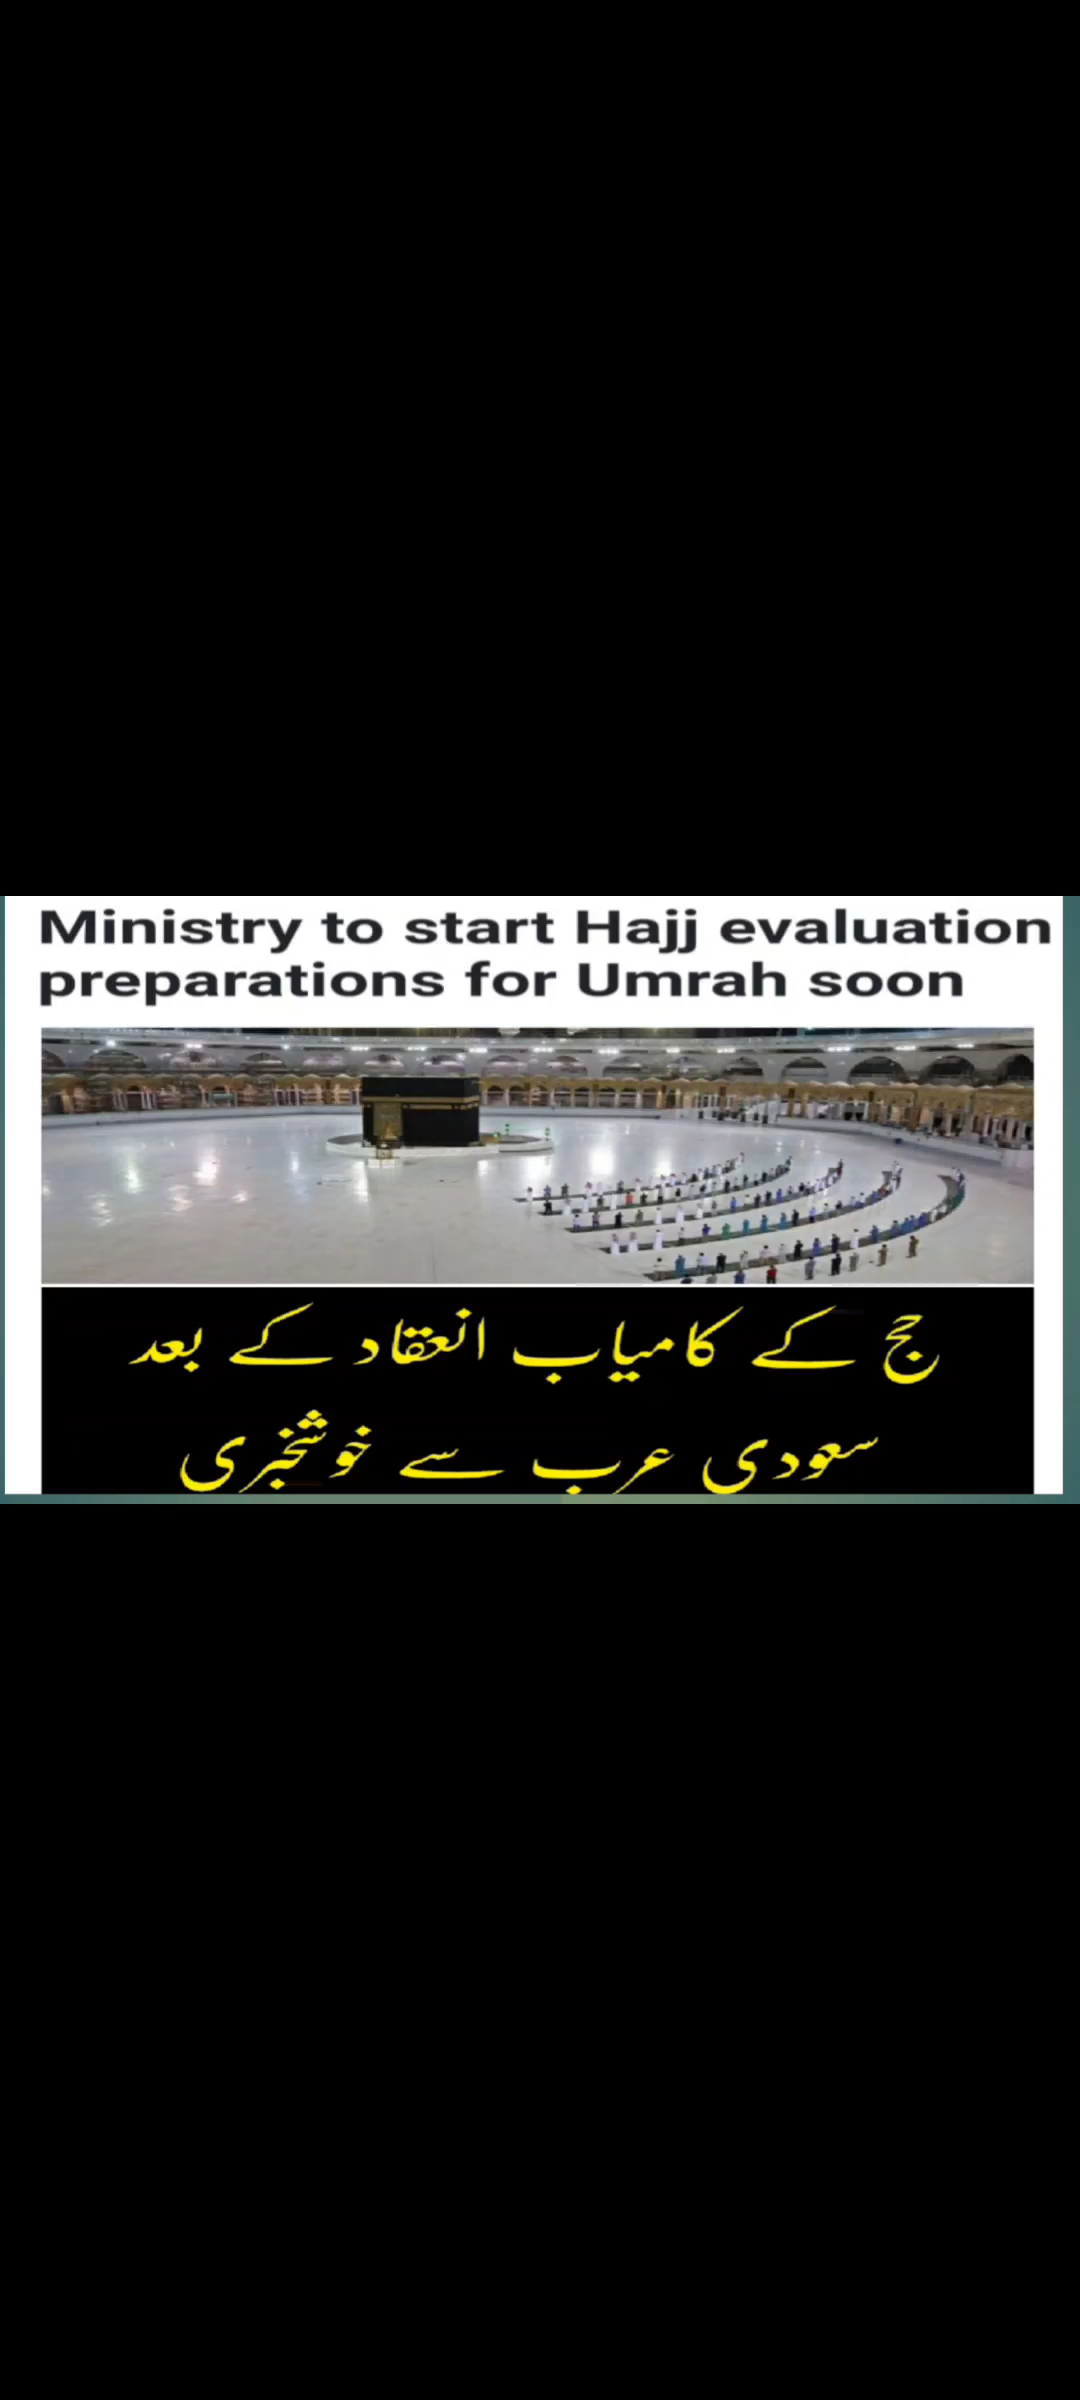 Ministry to start Hajj evaluation
preparations for Umrah soon
حج کے کامیاب انعقاد کے بعد
سعودی عرب سے خوشخبری